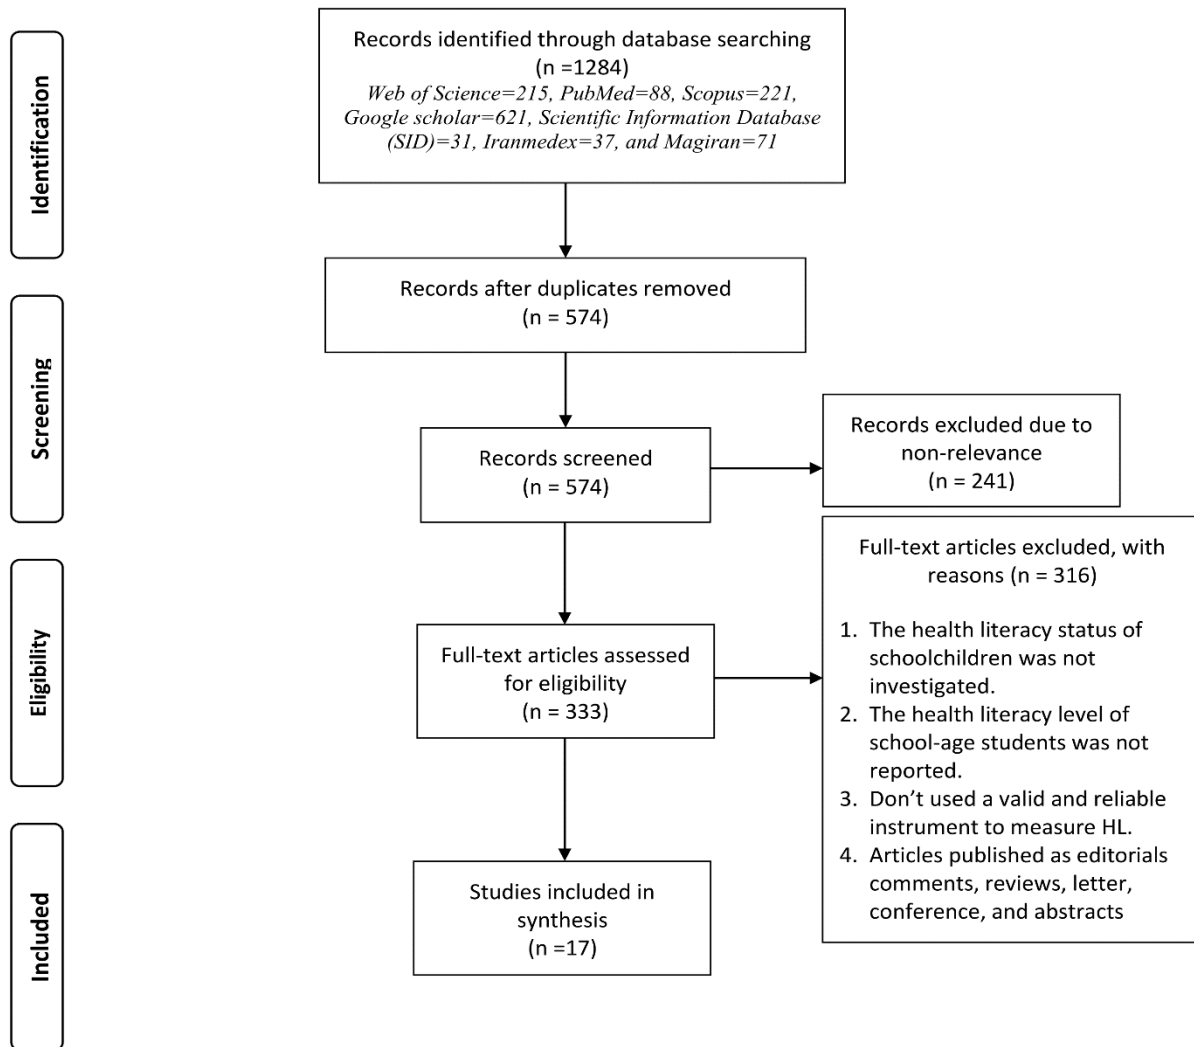 Identification
Records identified through database searching
(n =1284)
Web of Science=215, PubMed=88, Scopus=221,
Google scholar=621, Scientific Information Database
(SID)=31, Iranmedex=37, and Magiran=71
Screening
Records after duplicates removed
(n = 574)
Records screened
(n = 574)
Records excluded due to
non-relevance
(n = 241)
Eligibility
Full-text articles assessed
for eligibility
(n = 333)
Full-text articles excluded, with
reasons (n = 316)
1. The health literacy status of
schoolchildren was not
investigated.
2. The health literacy level of
school-age students was not
reported.
3. Don’t used a valid and reliable
instrument to measure HL.
4. Articles published as editorials
comments, reviews, letter,
conference, and abstracts
Included
Studies included in
synthesis
(n =17)